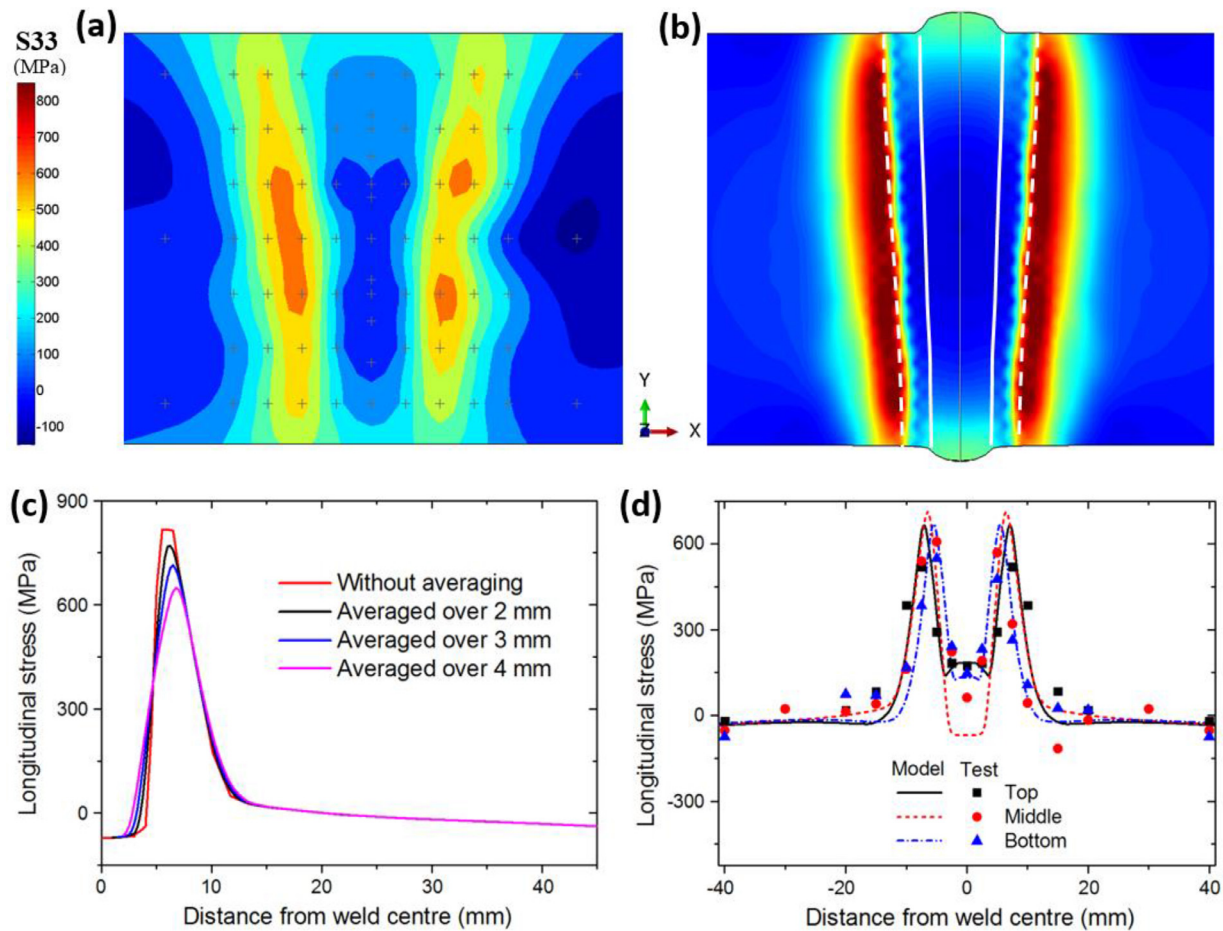 (a)
(b)
S33
(MPa)
800
700
600
500
400
300
200
100
0
-100
Y
Z
X
(c)
900
600
300
0
Longitudinal stress (MPa)
Without averaging
Averaged over 2 mm
Averaged over 3 mm
Averaged over 4 mm
0 10 20 30 40
Distance from weld centre (mm)
(d)
600
300
0
-300
Longitudinal stress (MPa)
Model Test
Top
Middle
Bottom
-40 -20 0 20 40
Distance from weld centre (mm)